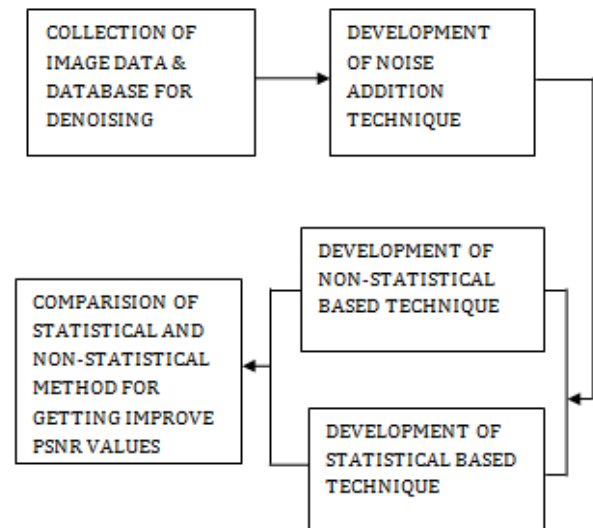 COLLECTION OF
IMAGE DATA &
DATABASE FOR
DENOISING
DEVELOPMENT
OF NOISE
ADDITION
TECHNIQUE
DEVELOPMENT OF
NON-STATISTICAL
BASED TECHNIQUE
COMPARISION OF
STATISTICAL AND
NON-STATISTICAL
METHOD FOR
GETTING IMPROVE
PSNR VALUES
DEVELOPMENT OF
STATISTICAL BASED
TECHNIQUE